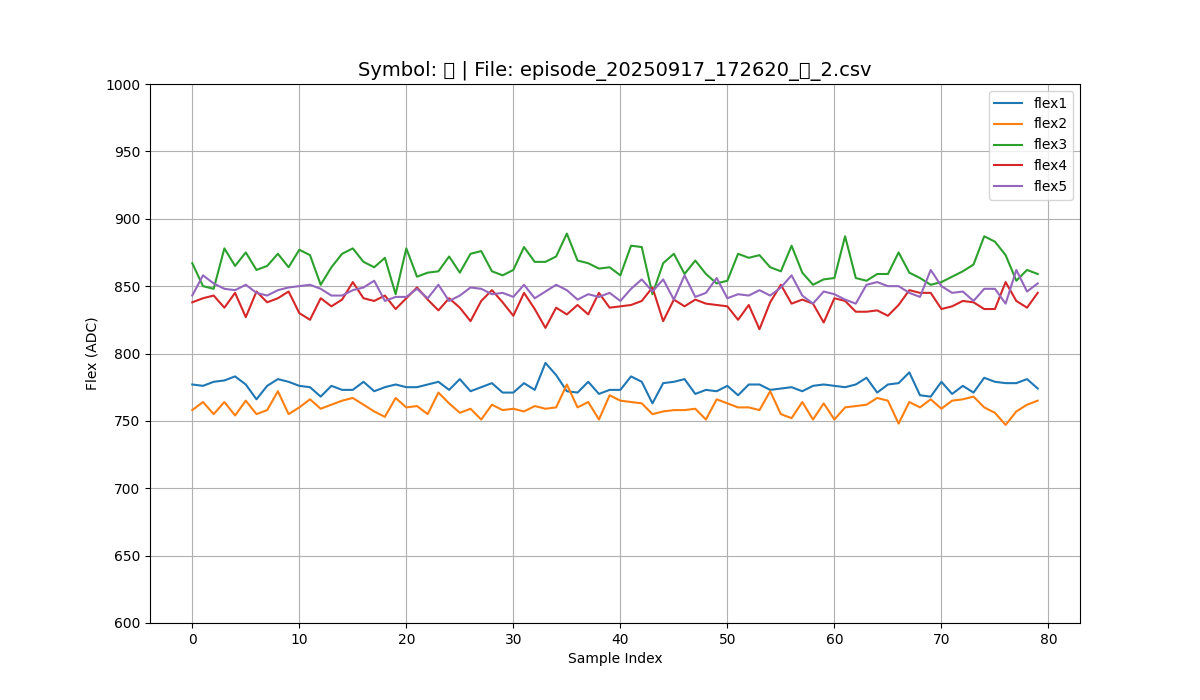 Symbol: | File: episode_20250917_172620_ _2.csv
1000
950
900
850
800
750
700
650
600
Flex (ADC)
flex1
flex2
flex3
flex4
flex5
0 10 20 30 40 50 60 70 80
Sample Index